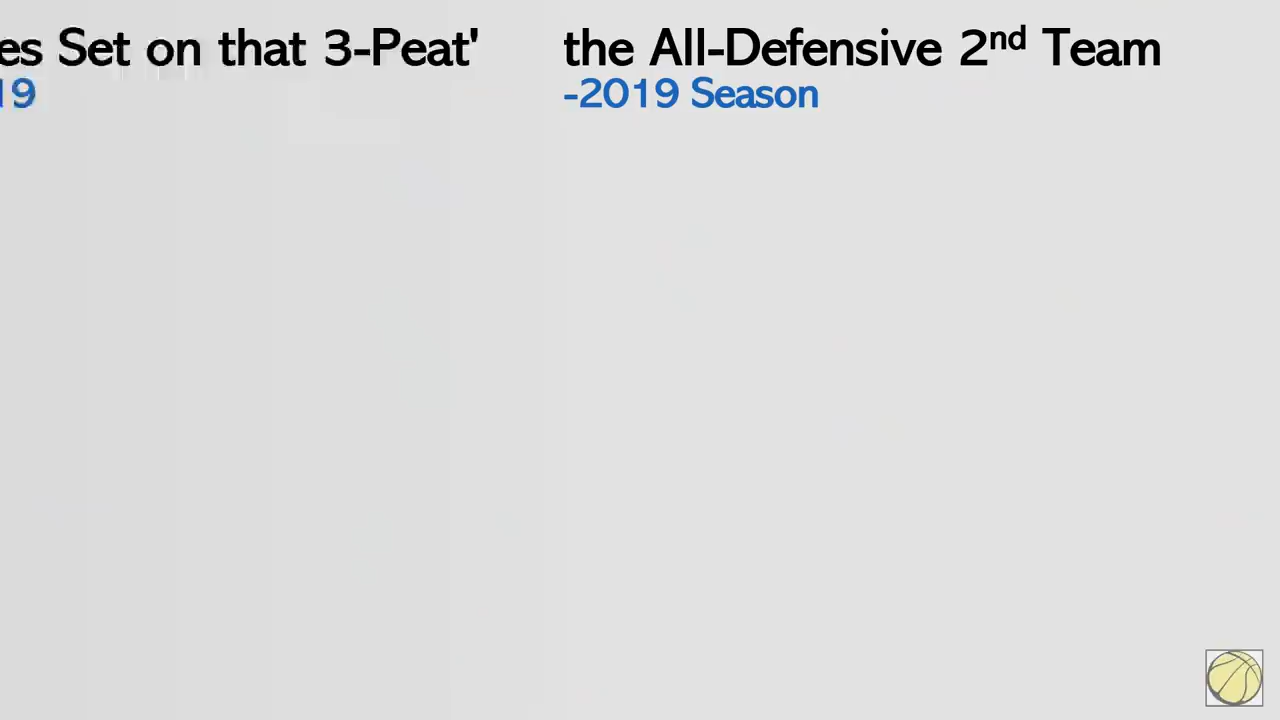 es Set on that 3-Peat'
19
the All-Defensive 2nd Team
-2019 Season